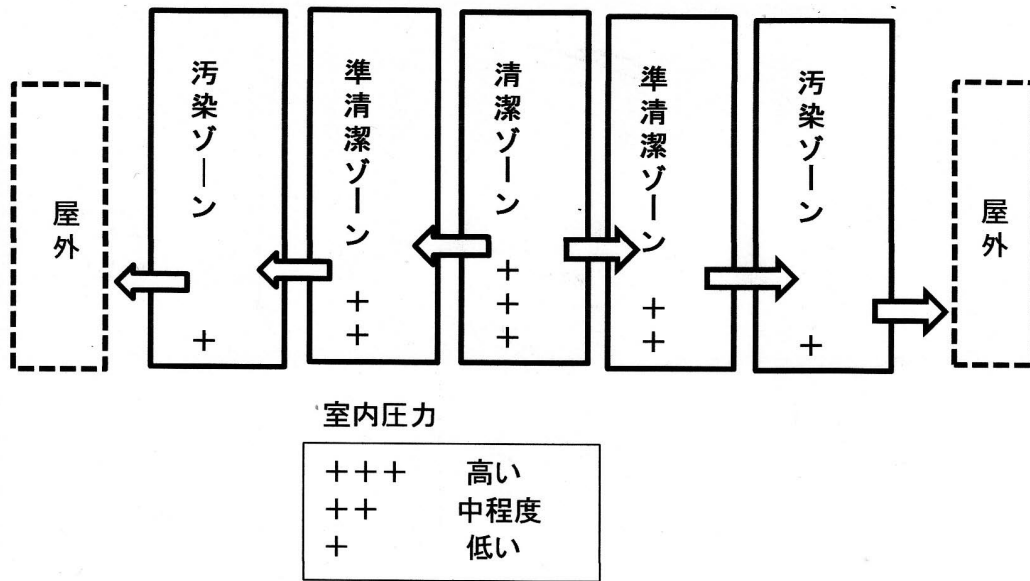 屋外
汚染ゾーン
+
準清潔ゾーン
++
清潔ゾーン
+++
準清潔ゾーン
++
汚染ゾーン
+
屋外
室内圧力
+++ 高い
++ 中程度
+ 低い